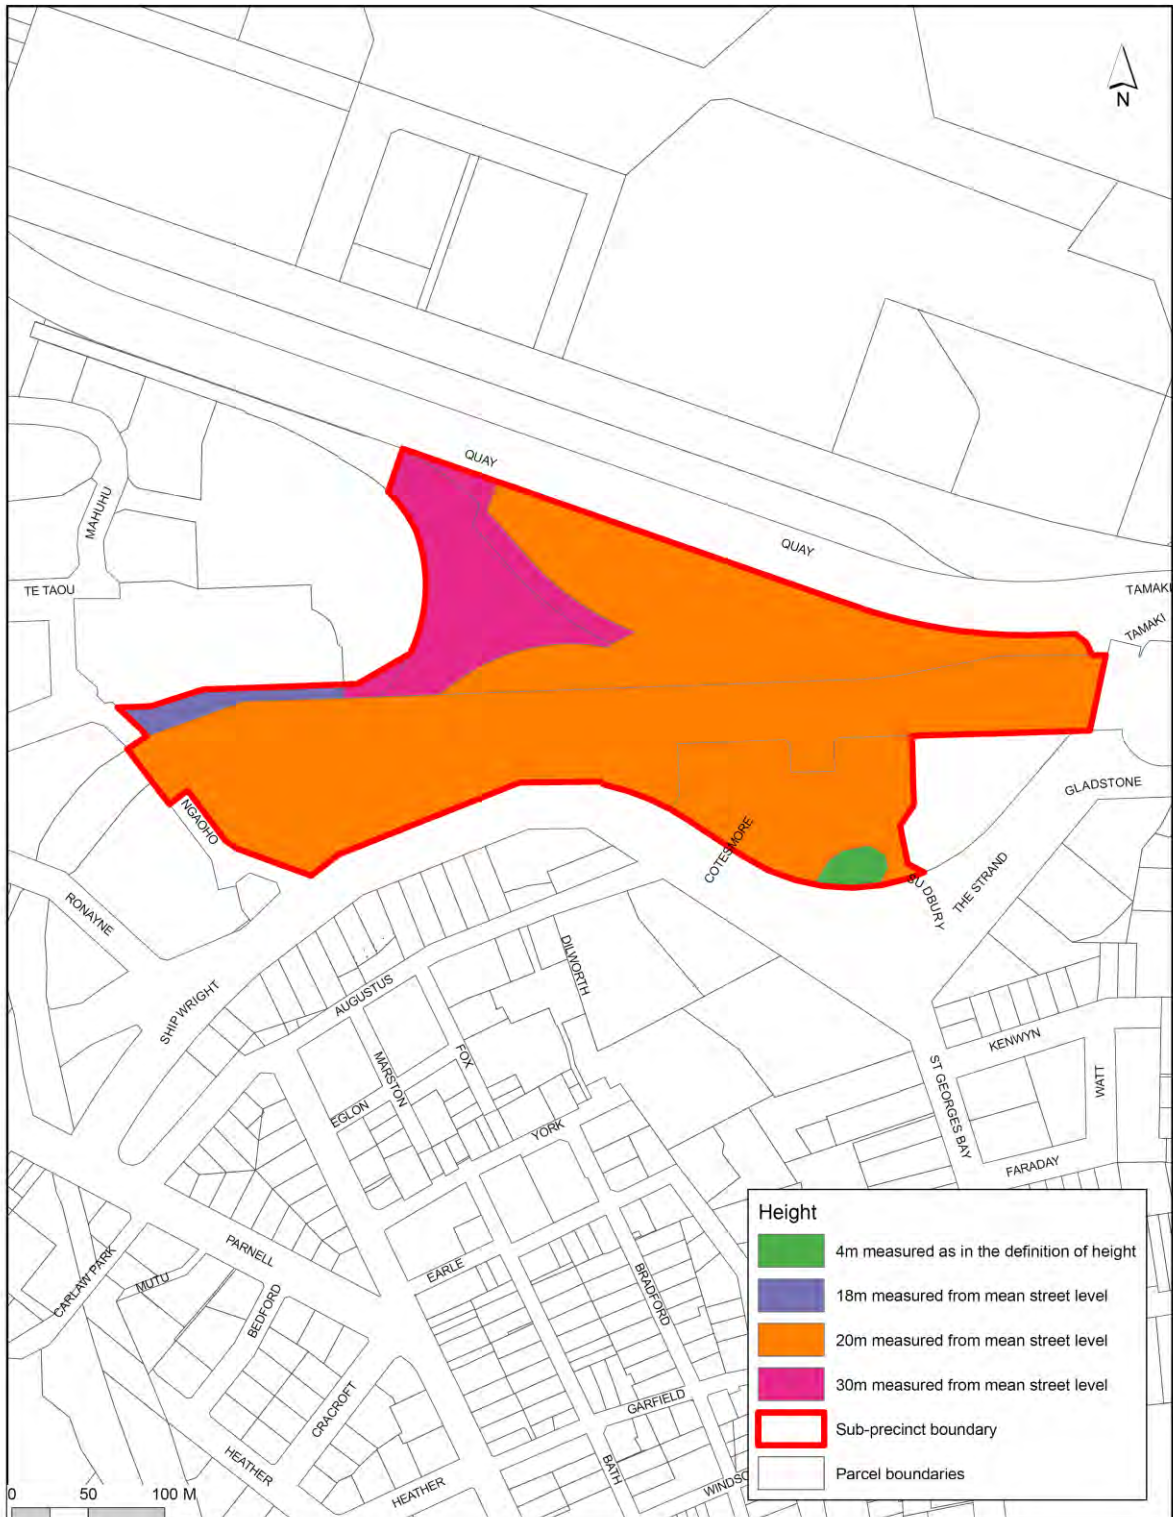 N
QUAY
QUAY
MAHUHU
TE TAOU
TAMAKI
TAMAKI
GLADSTONE
NGAOHO
COTESMORE
SUDBURY
THE STRAND
RONAYNE
SHIPWRIGHT
AUGUSTUS
DILWORTH
MARSTON
FOX
EGLON
YORK
KENWYN
ST GEORGES BAY
WATT
FARADAY
PARNELL
CARLAW PARK
MUTU
BEDFORD
EARLE
BRADFORD
CRACROFT
GARFIELD
HEATHER
HEATHER
BATH
WINDSO
Height
4m measured as in the definition of height
18m measured from mean street level
20m measured from mean street level
30m measured from mean street level
Sub-precinct boundary
Parcel boundaries
0 50 100 M